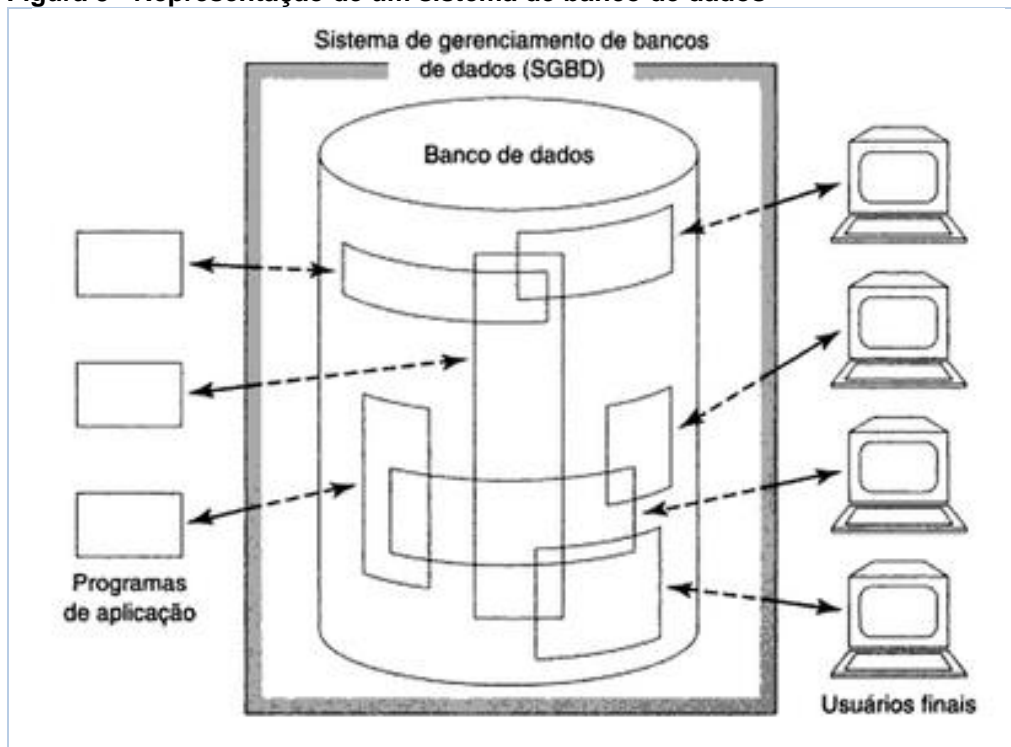 Sistema de gerenciamento de bancos
de dados (SGBD)
Banco de dados
Programas
de aplicação
Usuários finais